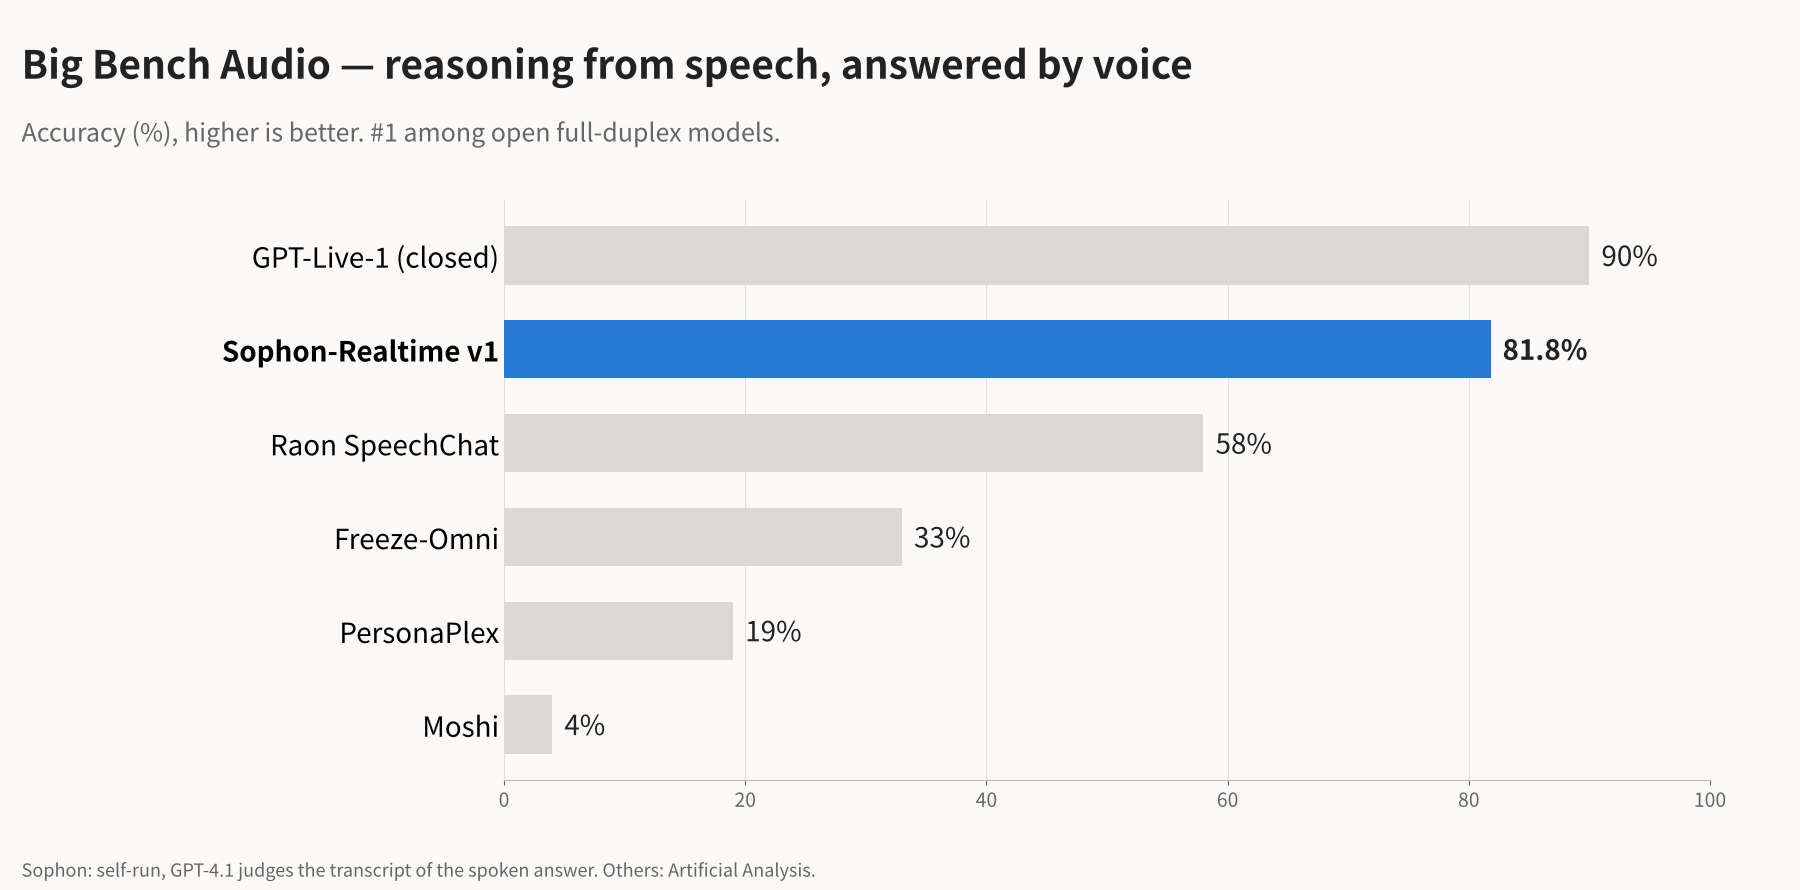 Big Bench Audio — reasoning from speech, answered by voice
Accuracy (%), higher is better. #1 among open full-duplex models.
GPT-Live-1 (closed) 90%
Sophon-Realtime v1 81.8%
Raon SpeechChat 58%
Freeze-Omni 33%
PersonaPlex 19%
Moshi 4%
0 20 40 60 80 100
Sophon: self-run, GPT-4.1 judges the transcript of the spoken answer. Others: Artificial Analysis.